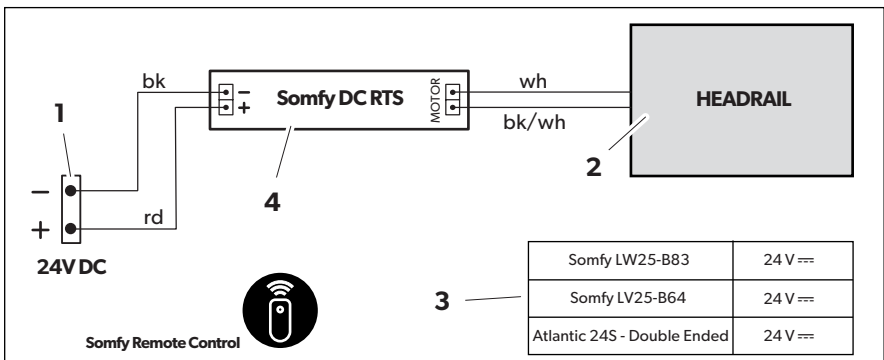 bk
Somfy DC RTS
−
+
MOTOR
wh
bk/wh
HEADRAIL
1
2
4
−
+
rd
24V DC
3
Somfy LW25-B83 24 V ⎓
Somfy LV25-B64 24 V ⎓
Atlantic 24S - Double Ended 24 V ⎓
Somfy Remote Control